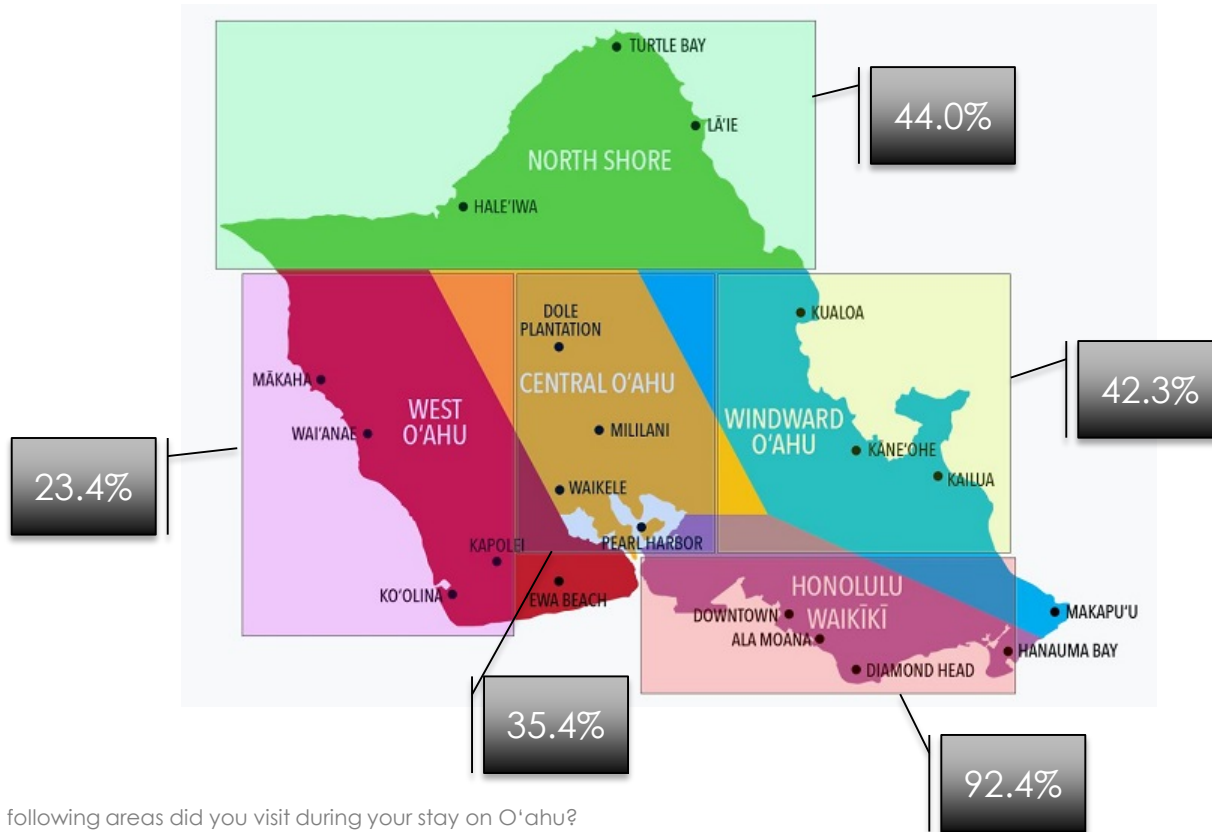 TURTLE BAY
44.0%
LĀ'IE
NORTH SHORE
HALE'IWA
KUALOA
DOLE
PLANTATION
42.3%
MĀKAHA
CENTRAL O'AHU
WEST
O'AHU
WINDWARD
O'AHU
WAI'ANAE
MILILANI
KĀNE'OHE
23.4%
KAILUA
WAIKELE
PEARL HARBOR
KAPOLEI
KO'OLINA
EWA BEACH
HONOLULU
WAIKĪKĪ
DOWNTOWN
MAKAPU'U
ALA MOANA
HANAUMA BAY
DIAMOND HEAD
35.4%
92.4%
following areas did you visit during your stay on O‘ahu?